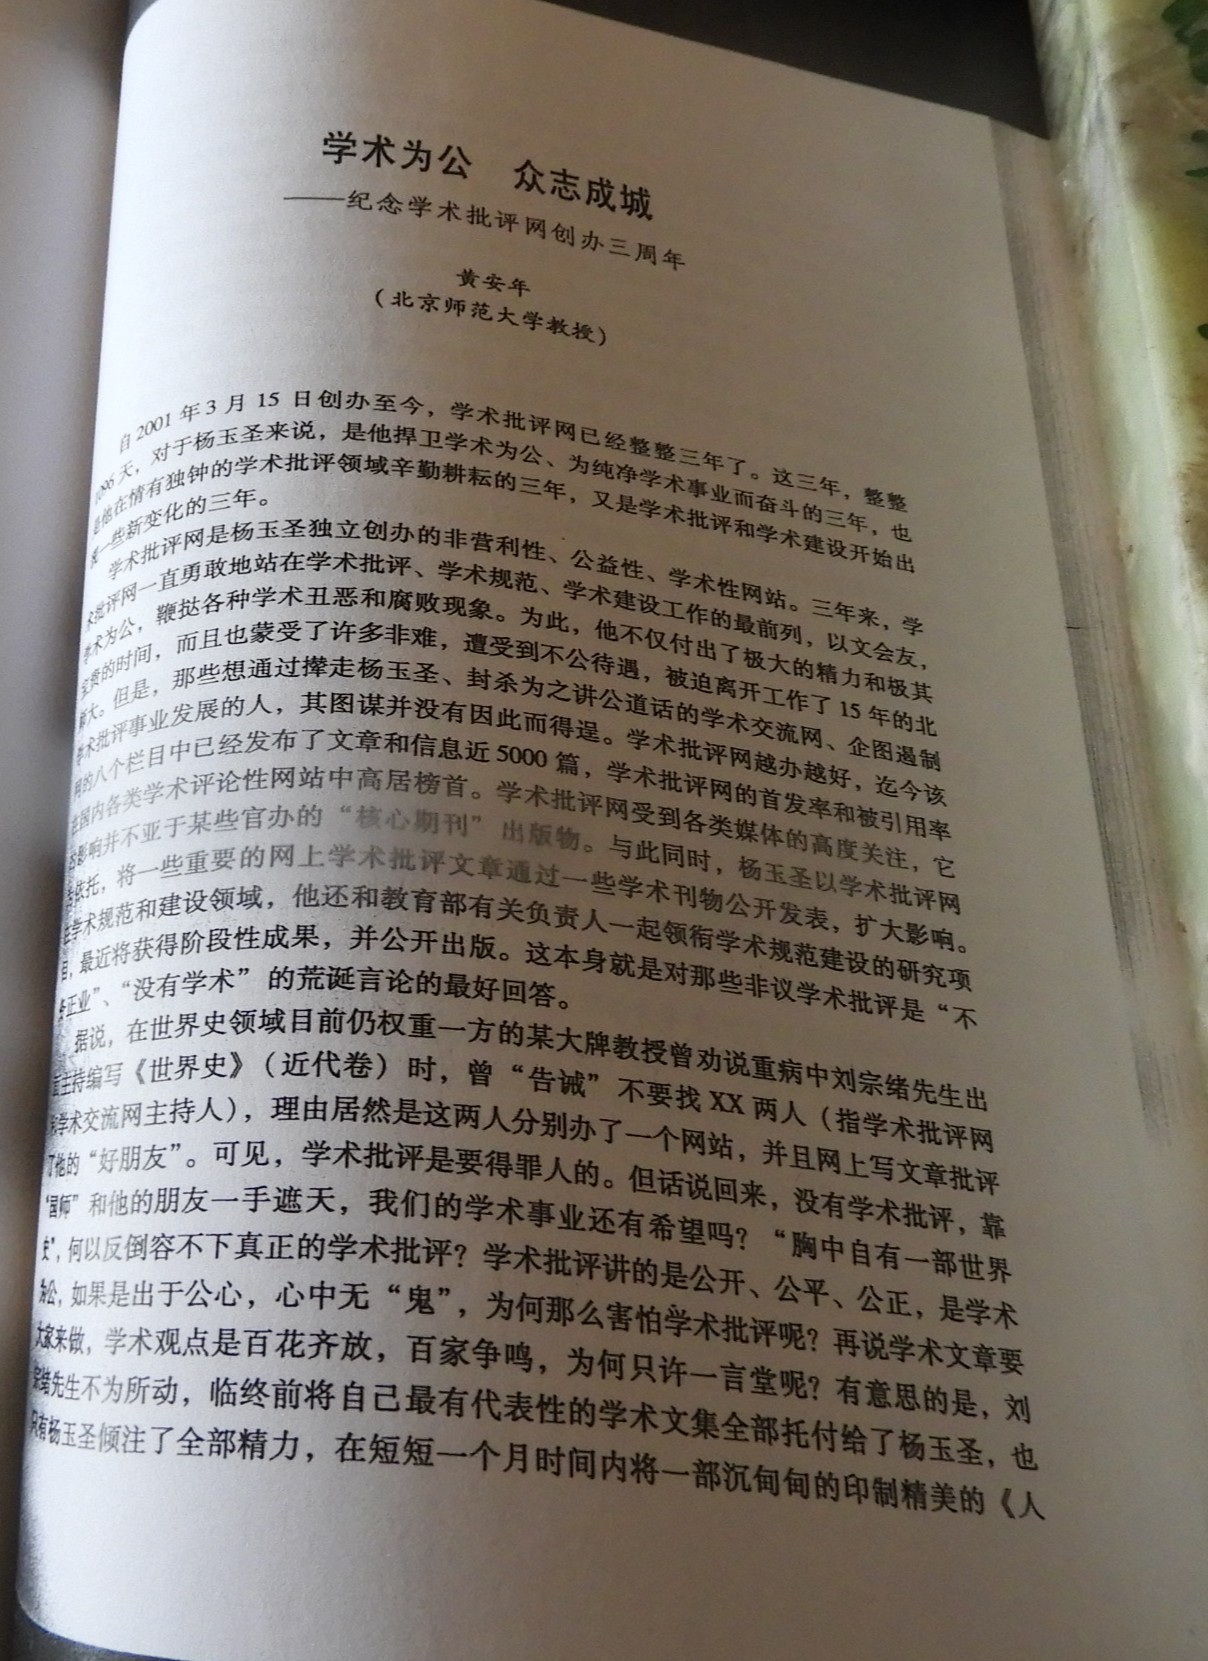 学术为公 众志成城
——纪念学术批评网创办三周年
黄安年
（北京师范大学教授）
自2001年3月15日创办至今，学术批评网已经整整三年了。这三年，整整
天，对于杨玉圣来说，是他捍卫学术为公、为纯净学术事业而奋斗的三年，也
是他在情有独钟的学术批评领域辛勤耕耘的三年，又是学术批评和学术建设开始出
一些新变化的三年。
学术批评网是杨玉圣独立创办的非营利性、公益性、学术性网站。三年来，学
术批评网一直勇敢地站在学术批评、学术规范、学术建设工作的最前列，以文会友，
学术为公，鞭挞各种学术丑恶和腐败现象。为此，他不仅付出了极大的精力和极其
宝贵的时间，而且也蒙受了许多非难，遭受到不公待遇，被迫离开工作了15年的北
大。但是，那些想通过撵走杨玉圣、封杀为之讲公道话的学术交流网、企图遏制
学术批评事业发展的人，其图谋并没有因此而得逞。学术批评网越办越好，迄今该
网的八个栏目中已经发布了文章和信息近5000篇，学术批评网的首发率和被引用率
在国内各类学术评论性网站中高居榜首。学术批评网受到各类媒体的高度关注，它
影响并不亚于某些官办的“核心期刊”出版物。与此同时，杨玉圣以学术批评网
依托，将一些重要的网上学术批评文章通过一些学术刊物公开发表，扩大影响。
在学术规范和建设领域，他还和教育部有关负责人一起领衔学术规范建设的研究项
目，最近将获得阶段性成果，并公开出版。这本身就是对那些非议学术批评是“不
务正业”、“没有学术”的荒诞言论的最好回答。
据说，在世界史领域目前仍权重一方的某大牌教授曾劝说重病中刘宗绪先生出
主持编写《世界史》（近代卷）时，曾“告诫”不要找XX两人（指学术批评网
和学术交流网主持人），理由居然是这两人分别办了一个网站，并且网上写文章批评
了他的“好朋友”。可见，学术批评是要得罪人的。但话说回来，没有学术批评，靠
“国师”和他的朋友一手遮天，我们的学术事业还有希望吗？“胸中自有一部世界
史”，何以反倒容不下真正的学术批评？学术批评讲的是公开、公平、公正，是学术
为公，如果是出于公心，心中无“鬼”，为何那么害怕学术批评呢？再说学术文章要
大家来做，学术观点是百花齐放，百家争鸣，为何只许一言堂呢？有意思的是，刘
宗绪先生不为所动，临终前将自己最有代表性的学术文集全部托付给了杨玉圣，也
只有杨玉圣倾注了全部精力，在短短一个月时间内将一部沉甸甸的印制精美的《人